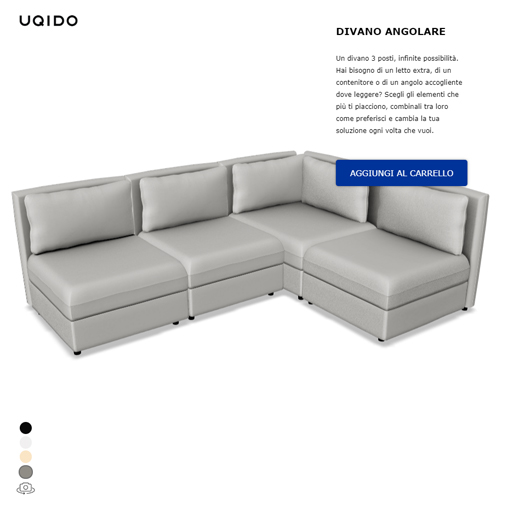 UQIDO
DIVANO ANGOLARE
Un divano 3 posti, infinite possibilità.
Hai bisogno di un letto extra, di un
contenitore o di un angolo accogliente
dove leggere? Scegli gli elementi che
più ti piacciono, combinali tra loro
come preferisci e cambia la tua
soluzione ogni volta che vuoi.
AGGIUNGI AL CARRELLO